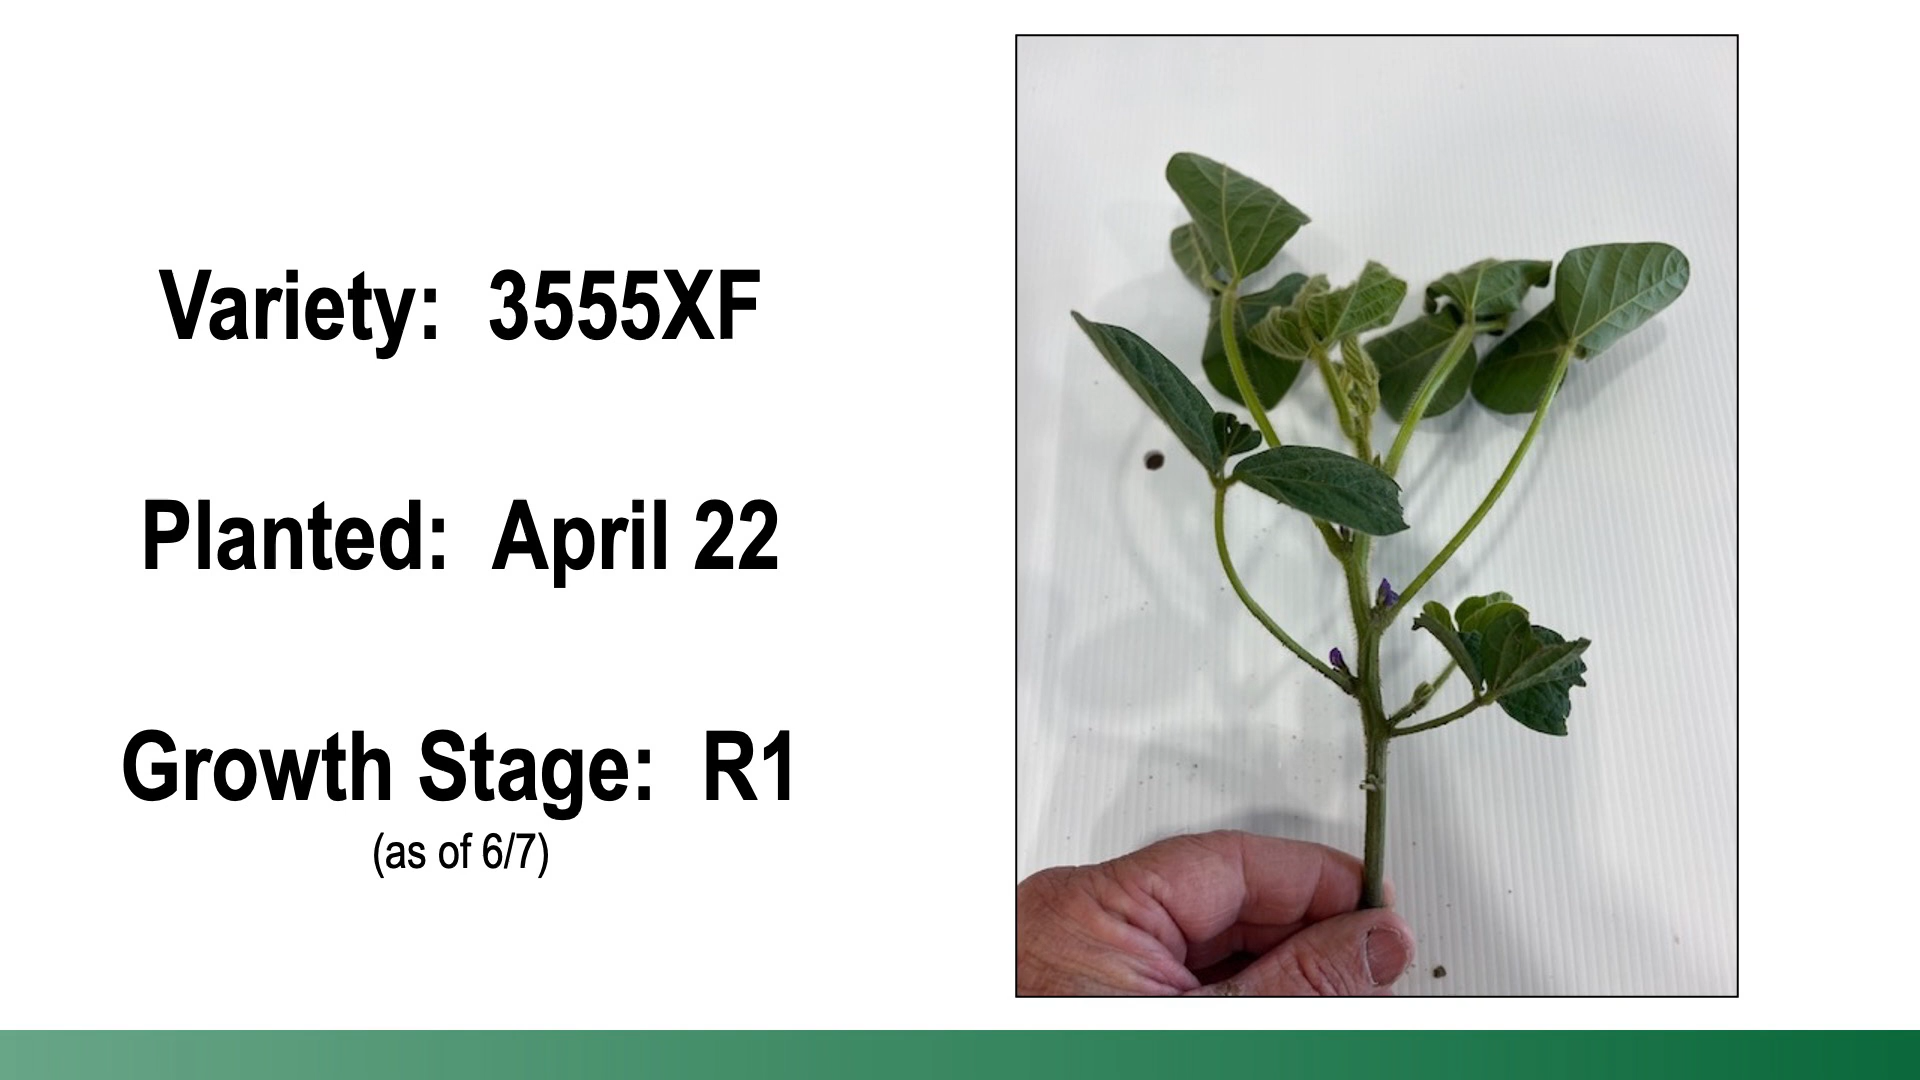 Variety:  3555XF
Planted:  April 22
Growth Stage:  R1
(as of 6/7)